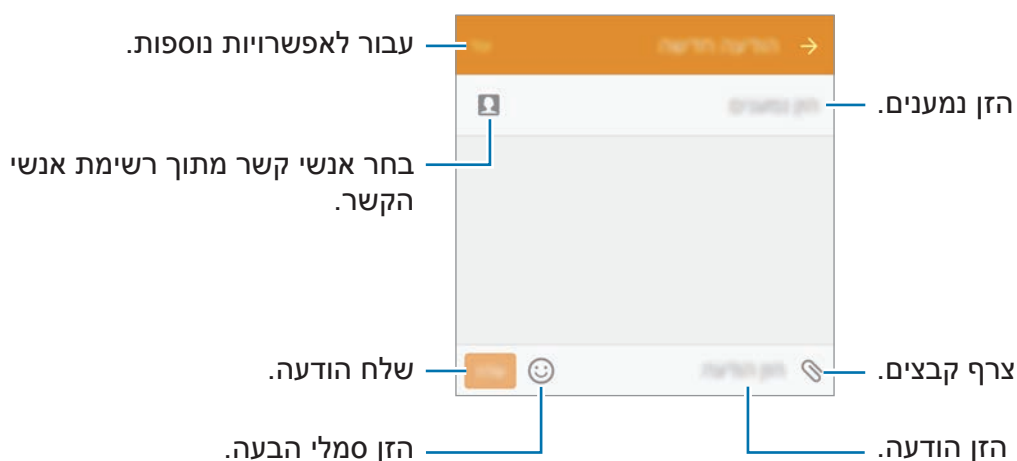 עבור לאפשרויות נוספות.
הזן נמענים.
בחר אנשי קשר מתוך רשימת אנשי
הקשר.
שלח הודעה.
צרף קבצים.
הזן סמלי הבעה.
הזן הודעה.